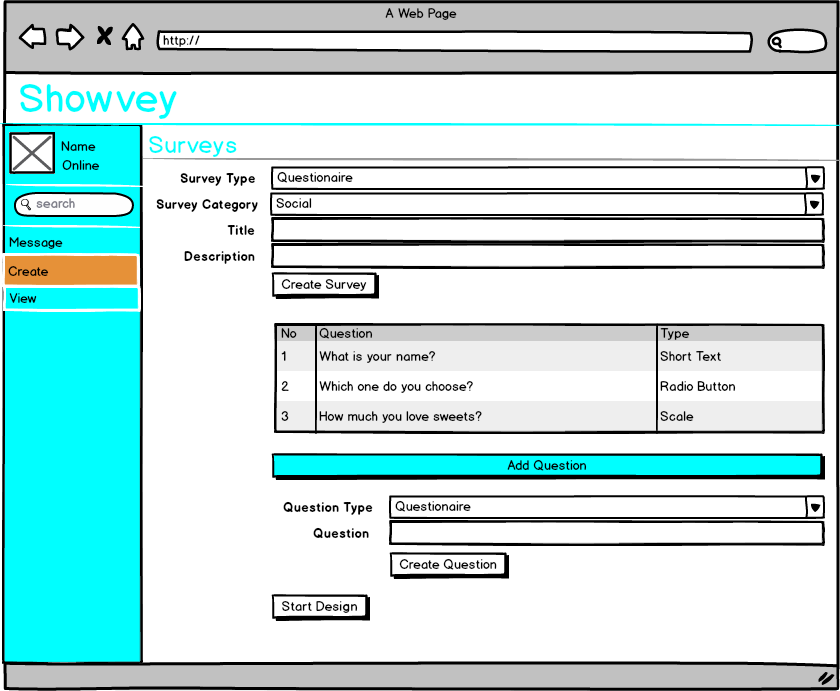 A Web Page
http://
Showvey
Name
Online
search
Message
Create
View
Surveys
Survey Type Questionaire
Survey Category Social
Title
Description
Create Survey
No Question Type
1 What is your name? Short Text
2 Which one do you choose? Radio Button
3 How much you love sweets? Scale
Add Question
Question Type Questionaire
Question
Create Question
Start Design